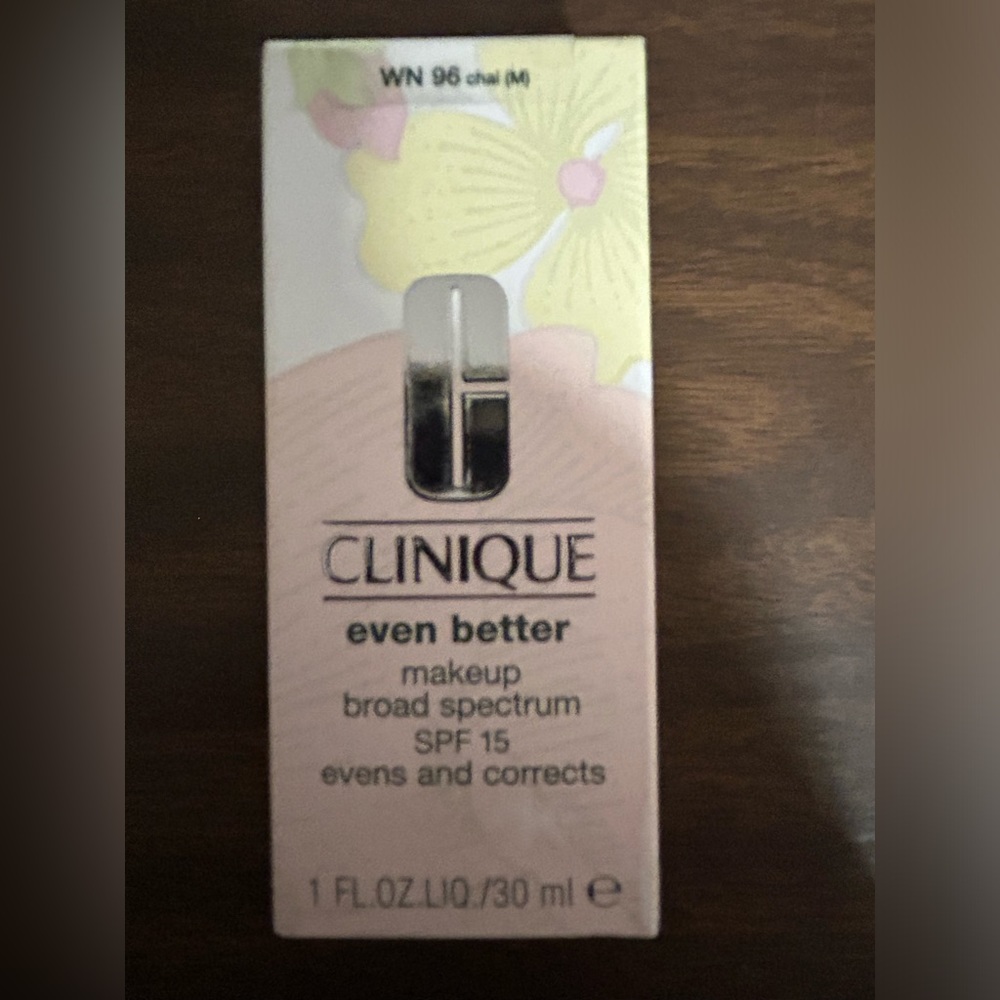 WN 96 chai (M)
CLINIQUE
even better
makeup
broad spectrum
SPF 15
evens and corrects
1 FL.OZ.LIQ./30 ml ℮